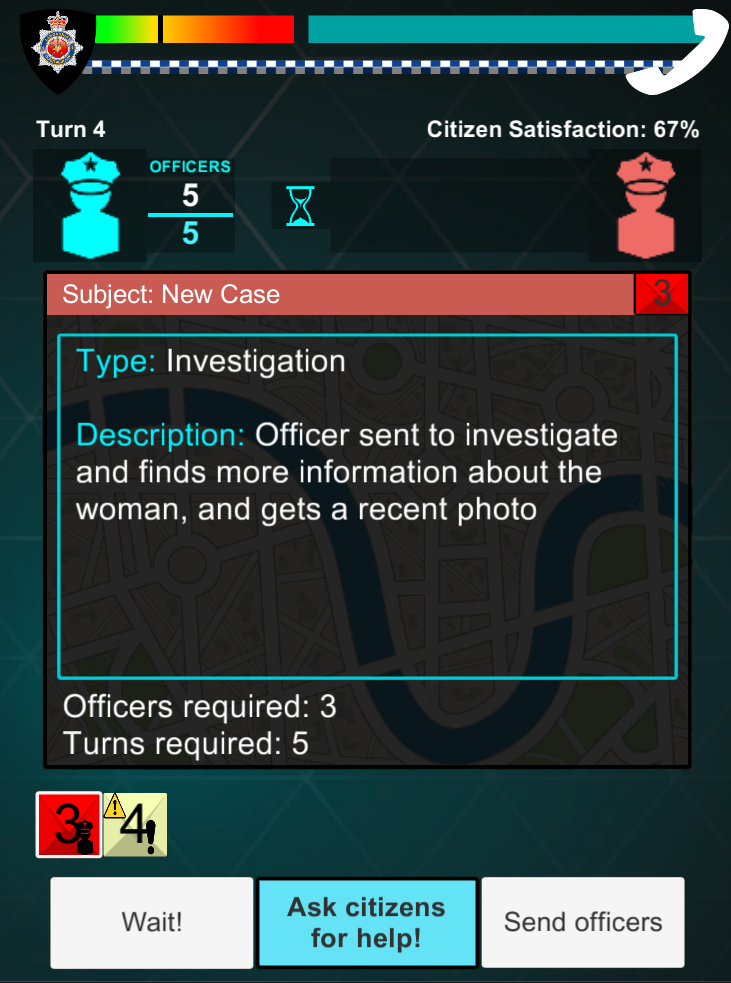 Turn 4
Citizen Satisfaction: 67%
OFFICERS
5
5
Subject: New Case
3
Type: Investigation
Description: Officer sent to investigate
and finds more information about the
woman, and gets a recent photo
Officers required: 3
Turns required: 5
3
! 4!
Wait!
Ask citizens
for help!
Send officers